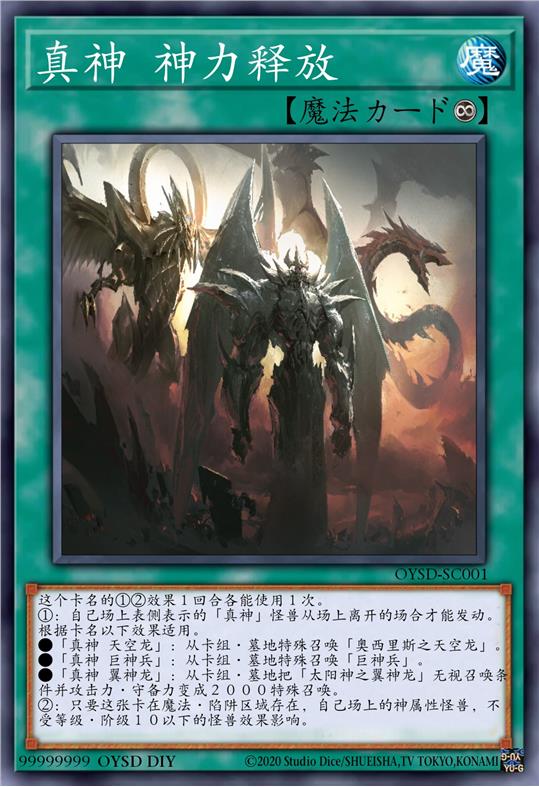 真神 神力释放
魔
【魔法カード♾】
OYSD-SC001
这个卡名的①②效果1回合各能使用1次。
①：自己场上表侧表示的「真神」怪兽从场上离开的场合才能发动。
根据卡名以下效果适用。
●「真神 天空龙」：从卡组·墓地特殊召唤「奥西里斯之天空龙」。
●「真神 巨神兵」：从卡组·墓地特殊召唤「巨神兵」。
●「真神 翼神龙」：从卡组·墓地把「太阳神之翼神龙」无视召唤条
件并攻击力·守备力变成2000特殊召唤。
②：只要这张卡在魔法·陷阱区域存在，自己场上的神属性怪兽，不
受等级·阶级10以下的怪兽效果影响。
99999999 OYSD DIY
©2020 Studio Dice/SHUEISHA,TV TOKYO,KONAMI